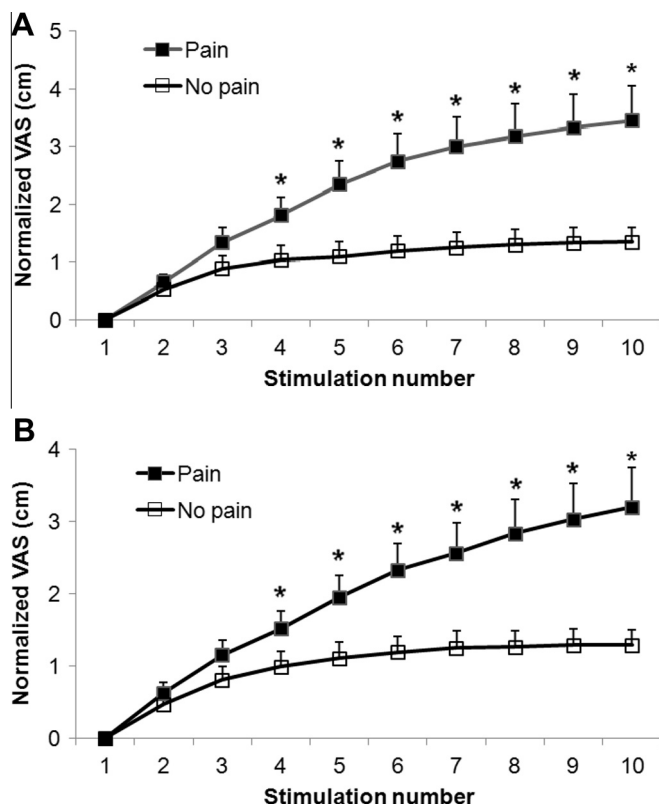 A
5
4
3
2
1
0
Normalized VAS (cm)
Pain
No pain
* * * * * * *
1 2 3 4 5 6 7 8 9 10
Stimulation number
B
4
3
2
1
0
Normalized VAS (cm)
Pain
No pain
* * * * * * *
1 2 3 4 5 6 7 8 9 10
Stimulation number